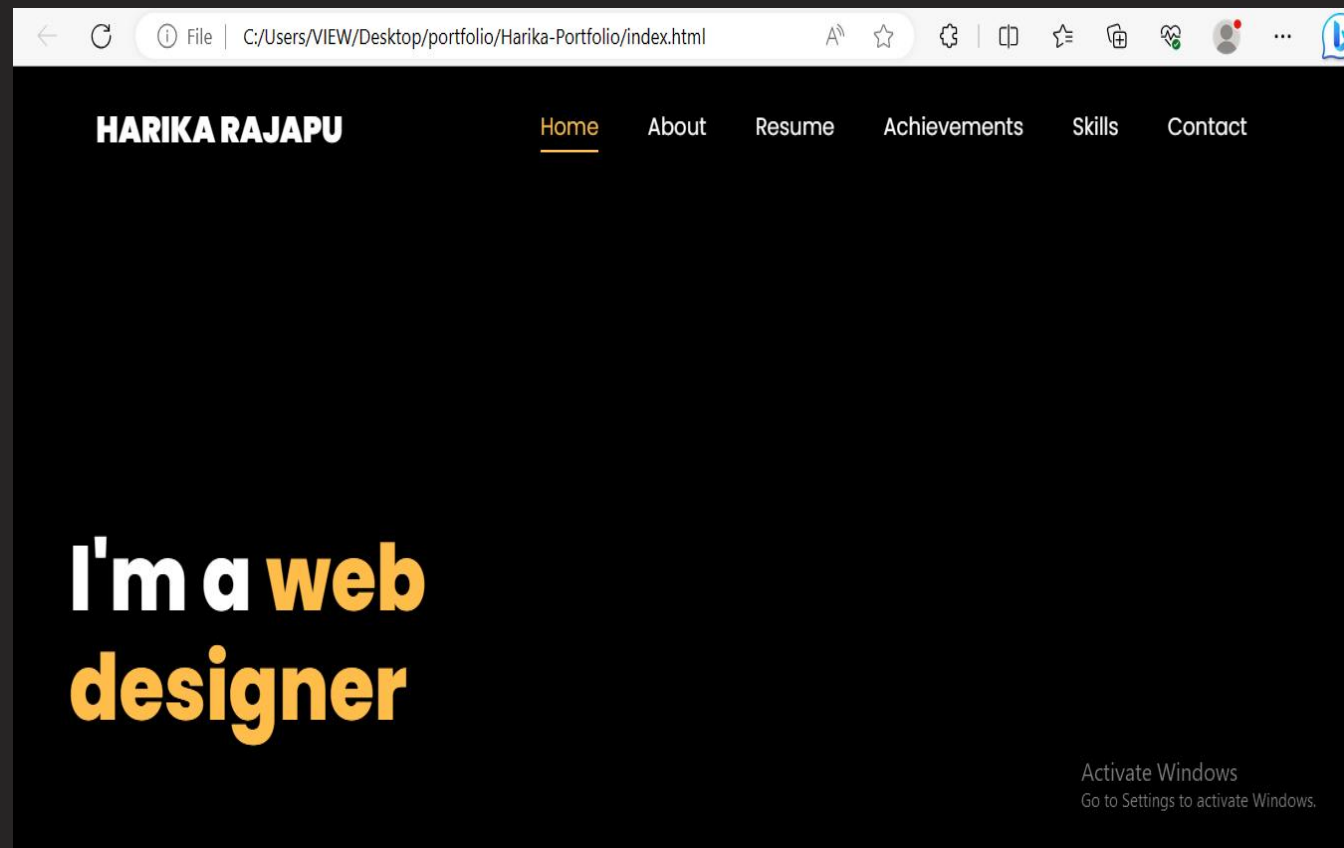 File C:/Users/VIEW/Desktop/portfolio/Harika-Portfolio/index.html
HARIKA RAJAPU Home About Resume Achievements Skills Contact
I'm a web
designer
Activate Windows
Go to Settings to activate Windows.